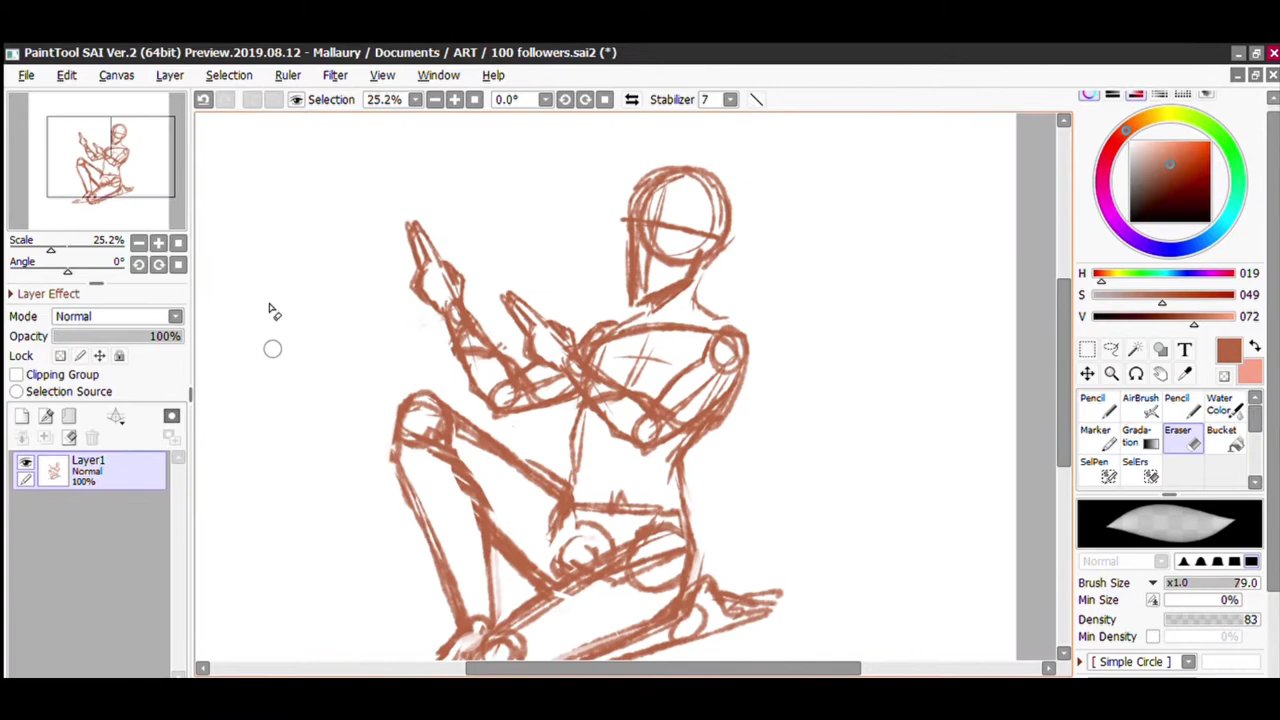 PaintTool SAI Ver.2 (64bit) Preview.2019.08.12 - Mallaury / Documents / ART / 100 followers.sai2 (*)
File Edit Canvas Layer Selection Ruler Filter View Window Help
Selection 25.2% 0.0° Stabilizer 7
Scale 25.2%
Angle 0°
Layer Effect
Mode Normal
Opacity 100%
Lock
Clipping Group
Selection Source
Layer1
Normal
100%
H 019
S 049
V 072
T
Pencil AirBrush Pencil Water Color
Marker Grada-tion Eraser Bucket
SelPen SelErs
Normal
Brush Size x1.0 79.0
Min Size 0%
Density 83
Min Density 0%
[ Simple Circle ]